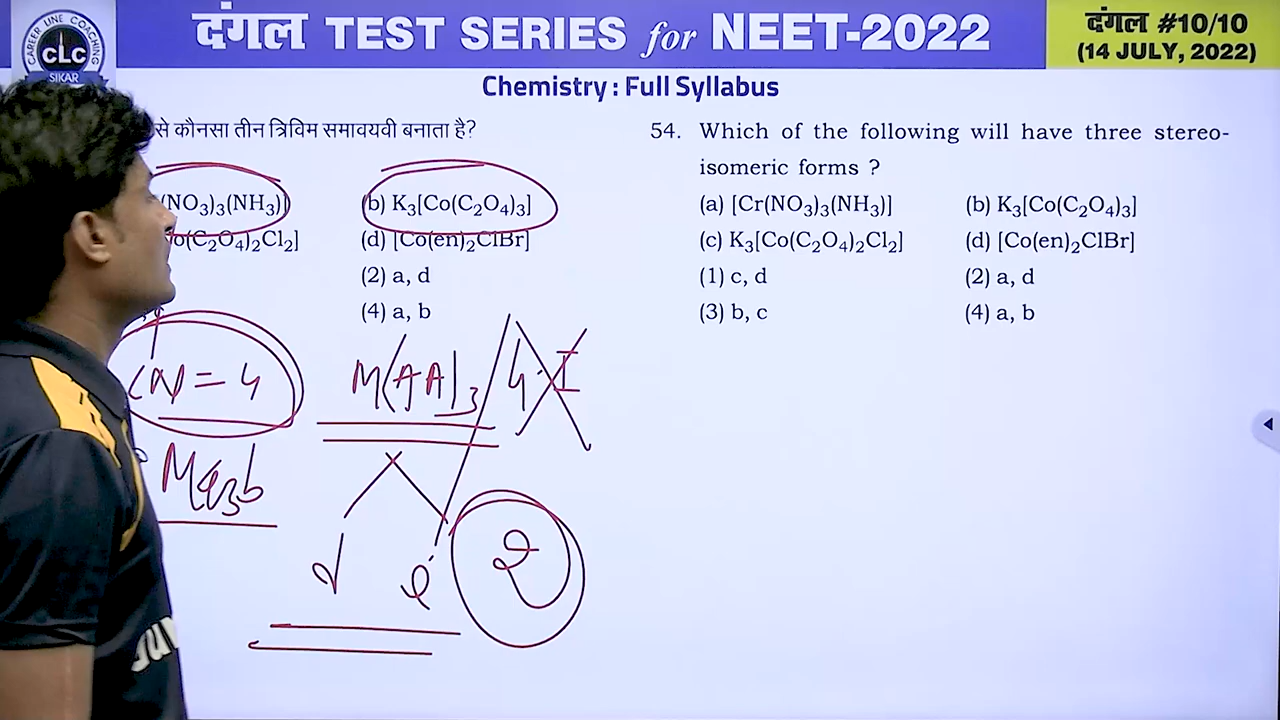 दंगल TEST SERIES for NEET-2022
दंगल #10/10
(14 JULY, 2022)
CAREER LINE COACHING
CLC
SIKAR
Chemistry : Full Syllabus
से कौनसा तीन त्रिविम समावयवी बनाता है?
(NO₃)₃(NH₃)]
(b) K₃[Co(C₂O₄)₃]
o(C₂O₄)₂Cl₂]
(d) [Co(en)₂ClBr]
(2) a, d
(4) a, b
54. Which of the following will have three stereo-
isomeric forms ?
(a) [Cr(NO₃)₃(NH₃)]
(b) K₃[Co(C₂O₄)₃]
(c) K₃[Co(C₂O₄)₂Cl₂]
(d) [Co(en)₂ClBr]
(1) c, d
(2) a, d
(3) b, c
(4) a, b
CN = 4
M(AA)₃
G.I
Ma₃b
d
l
2